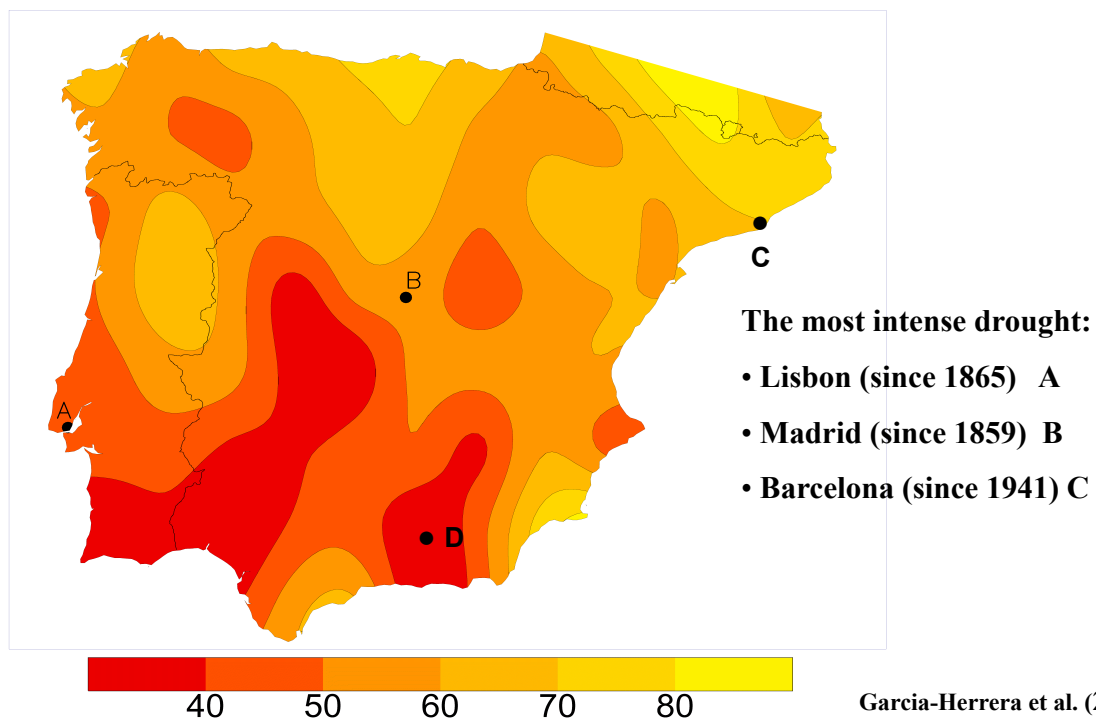 A
B
C
D
The most intense drought:
• Lisbon (since 1865) A
• Madrid (since 1859) B
• Barcelona (since 1941) C
40 50 60 70 80
Garcia-Herrera et al. (